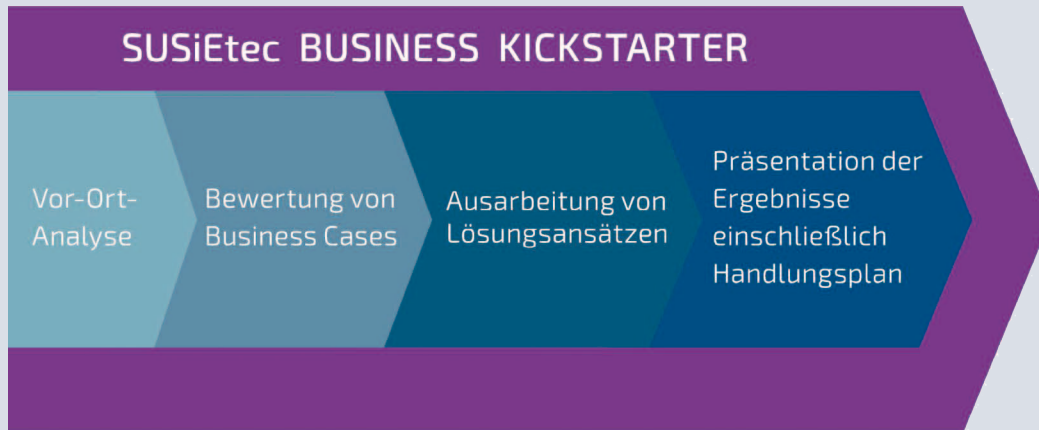 SUSiEtec BUSINESS KICKSTARTER
Vor-Ort-
Analyse
Bewertung von
Business Cases
Ausarbeitung von
Lösungsansätzen
Präsentation der
Ergebnisse
einschließlich
Handlungsplan